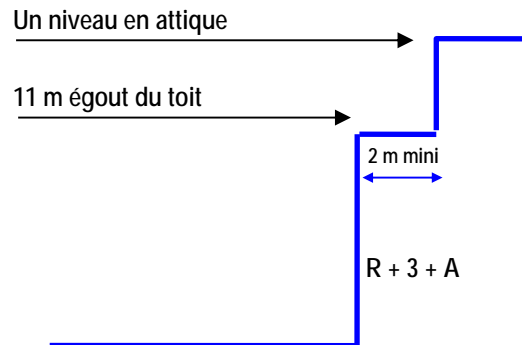 Un niveau en attique
11 m égout du toit
2 m mini
R + 3 + A